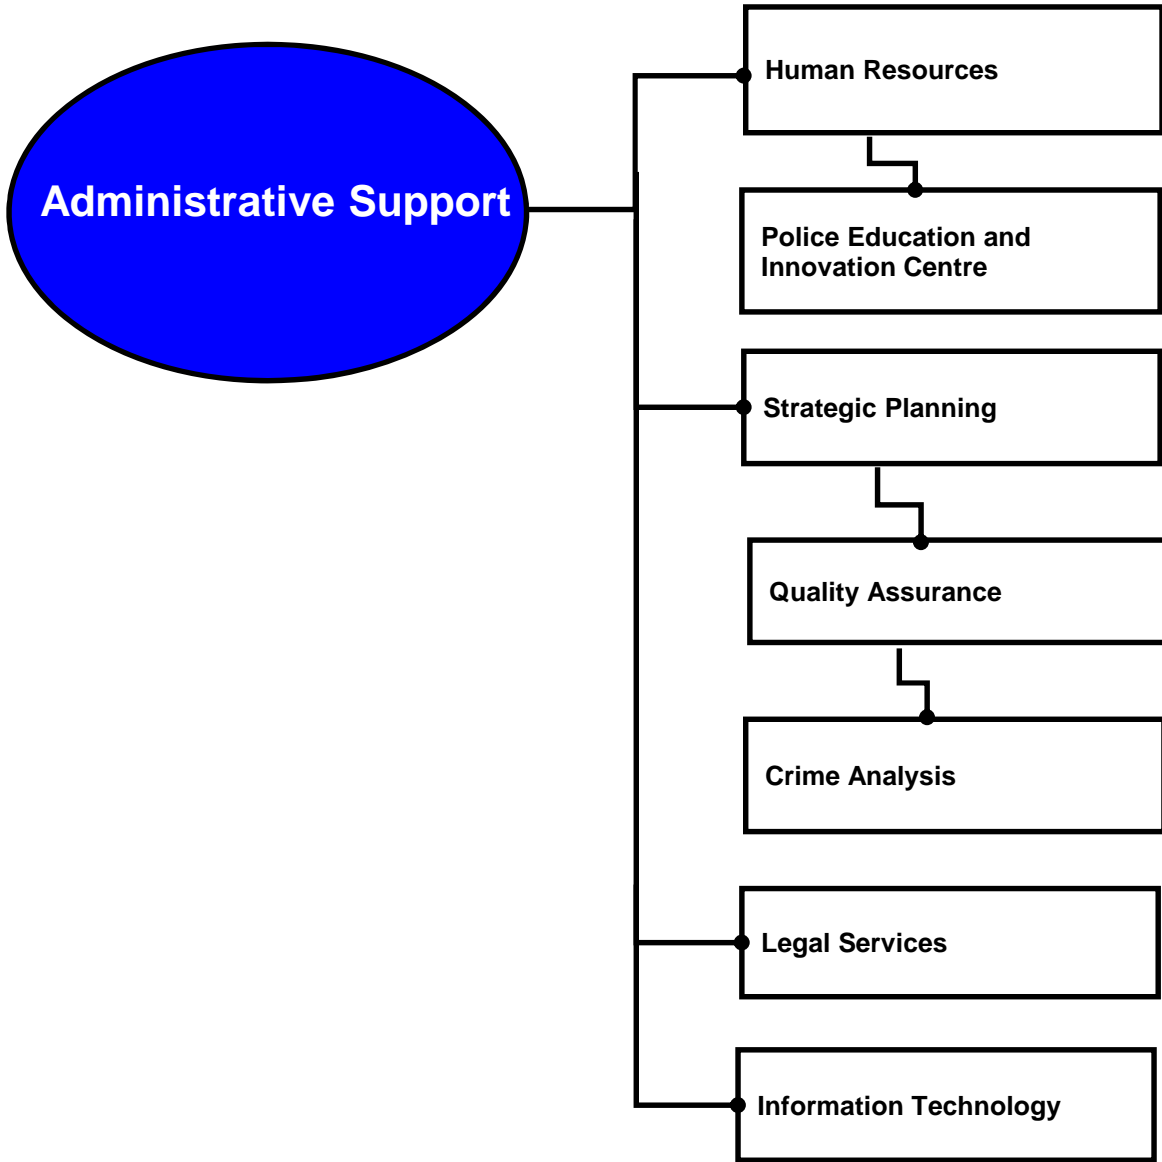 Administrative Support
Human Resources
Police Education and
Innovation Centre
Strategic Planning
Quality Assurance
Crime Analysis
Legal Services
Information Technology